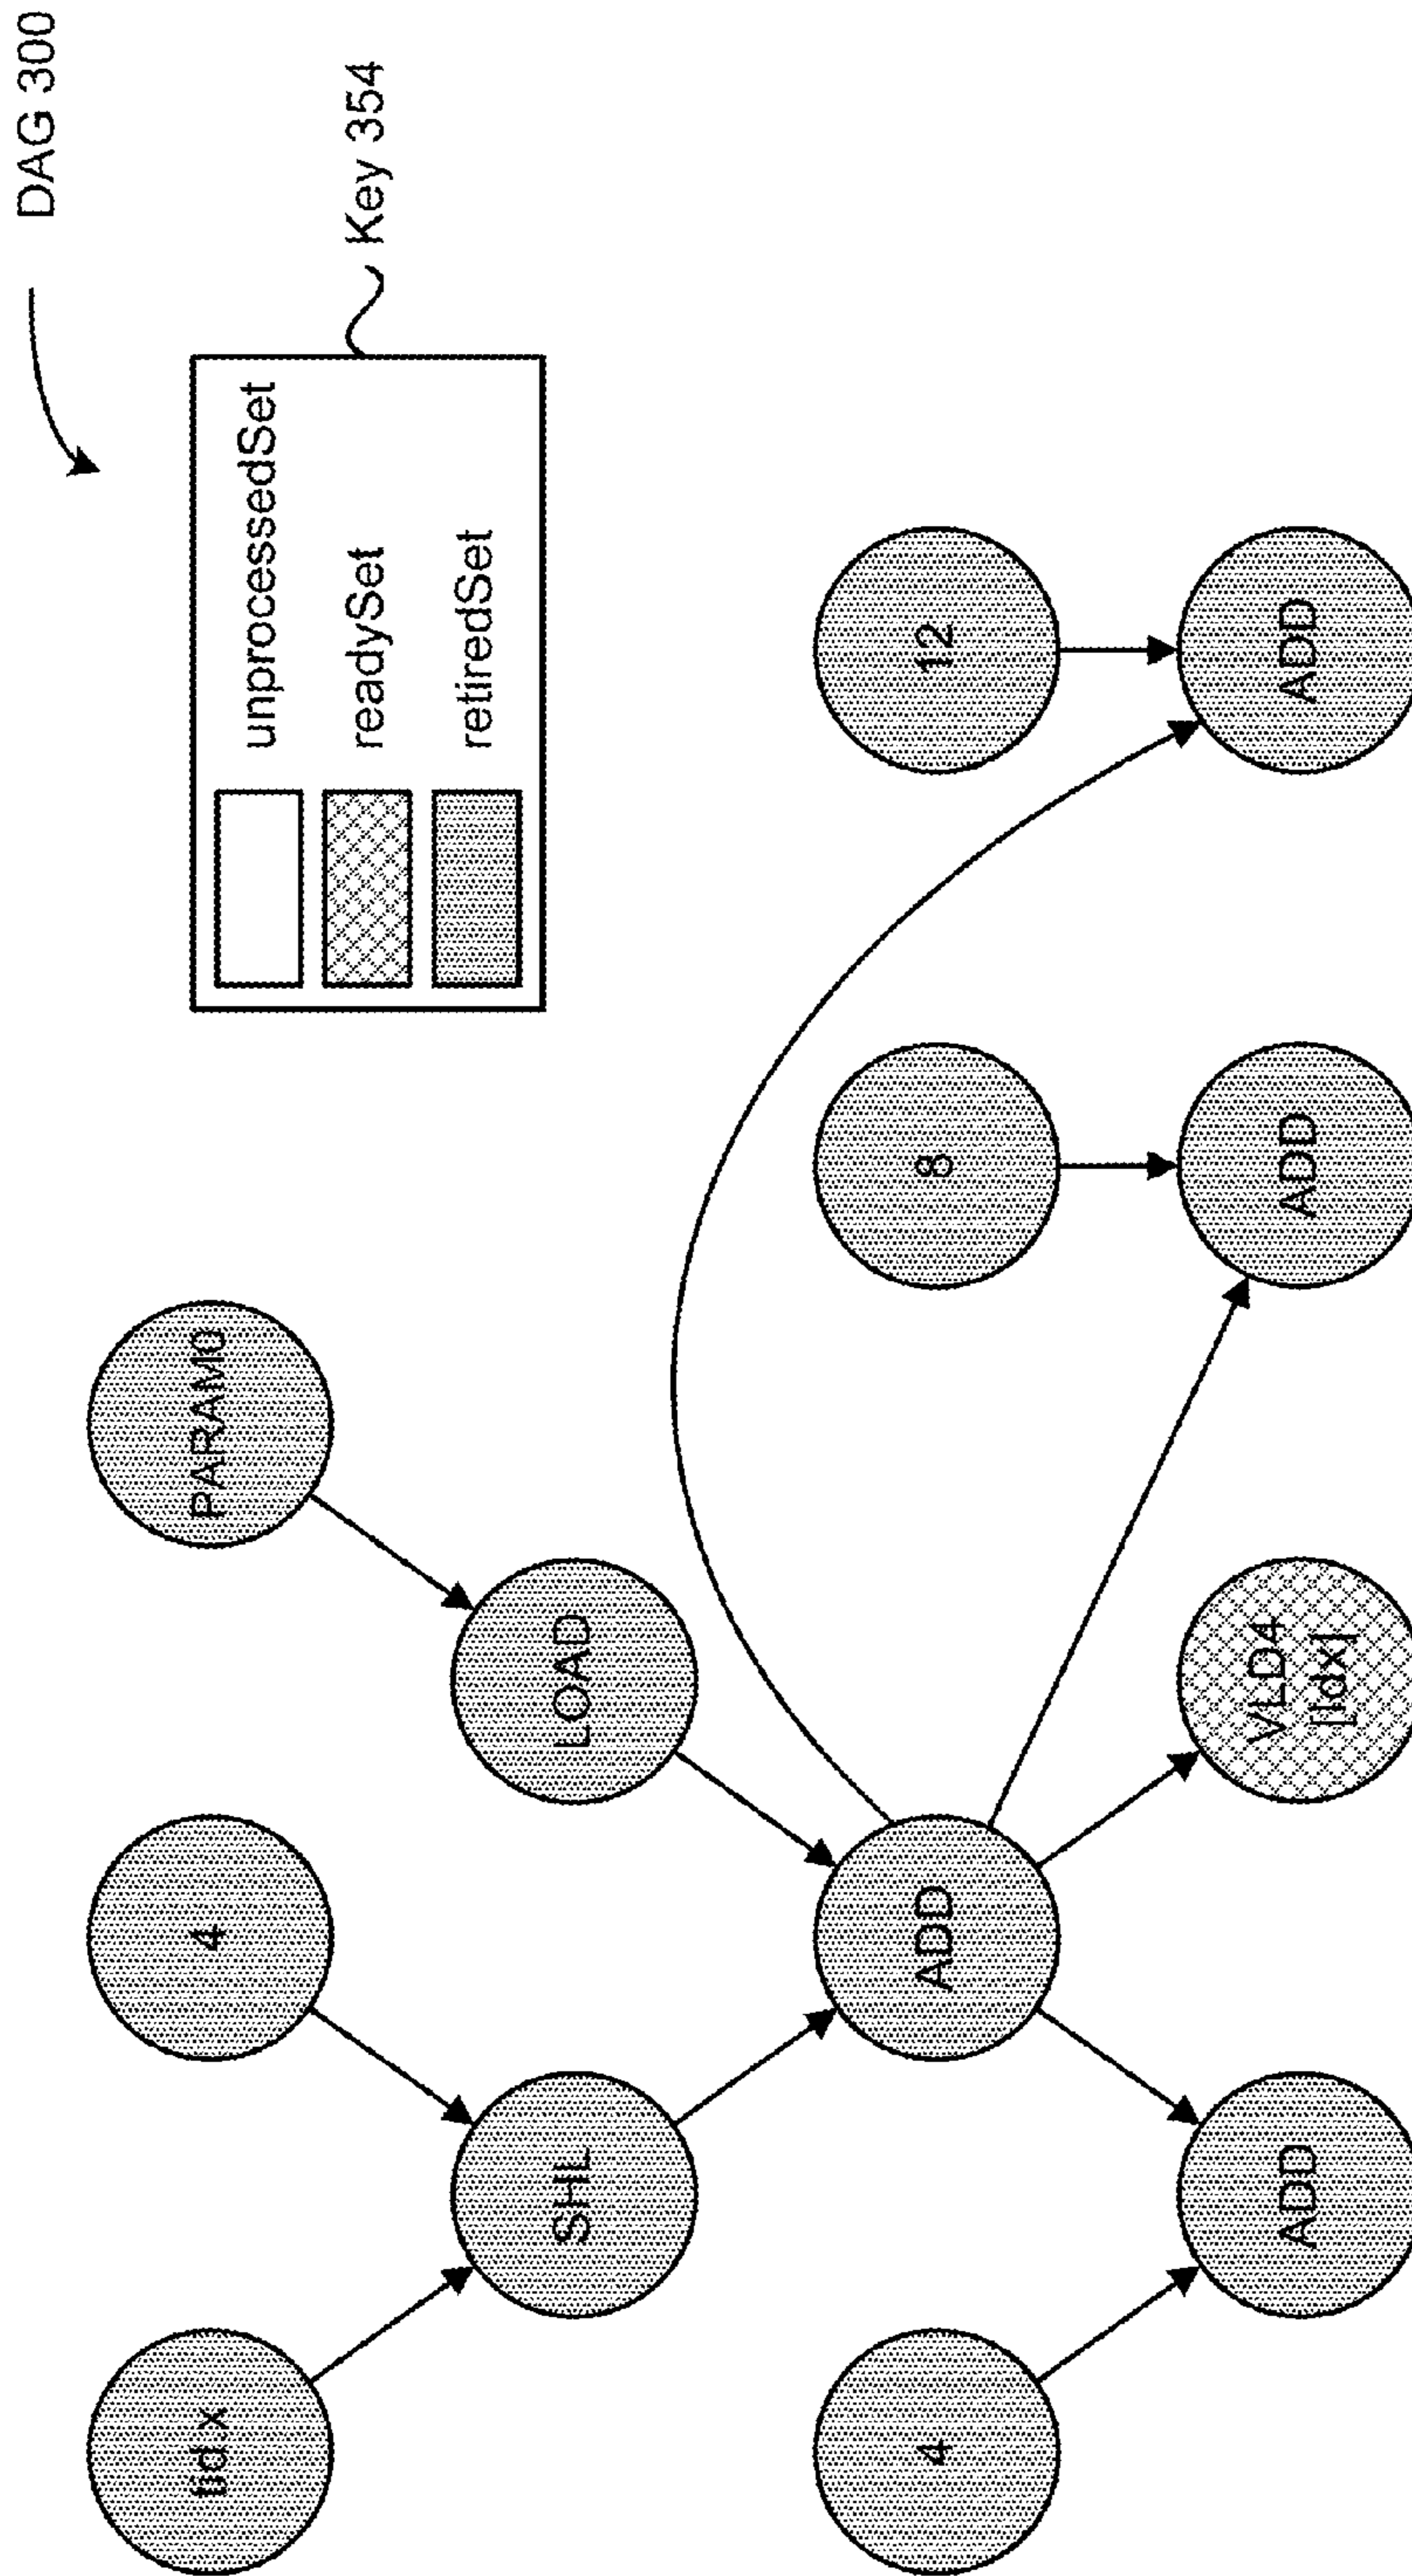 DAG 300
unprocessedSet
readySet
retiredSet
Key 354
tid.x
4
PARAM0
SHL
LOAD
4
ADD
8
12
ADD
VLD4
[idx]
ADD
ADD